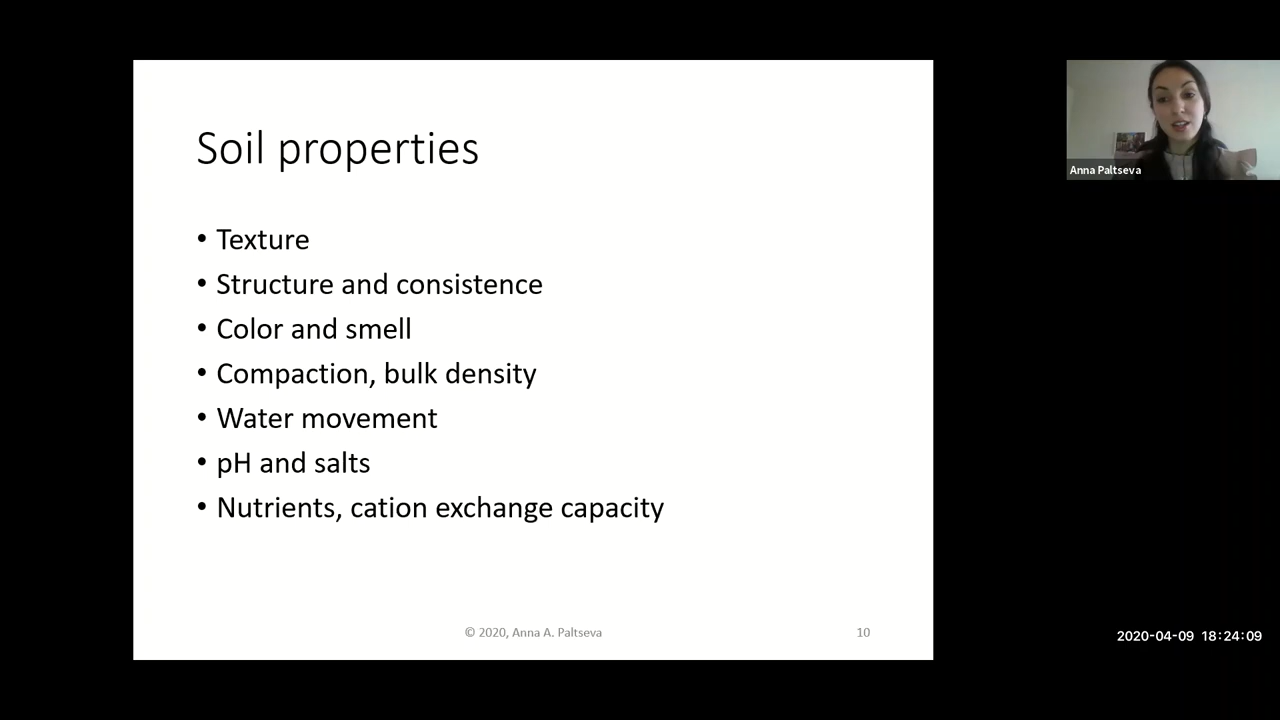 Soil properties
• Texture
• Structure and consistence
• Color and smell
• Compaction, bulk density
• Water movement
• pH and salts
• Nutrients, cation exchange capacity
© 2020, Anna A. Paltseva
10
Anna Paltseva
2020-04-09 18:24:09